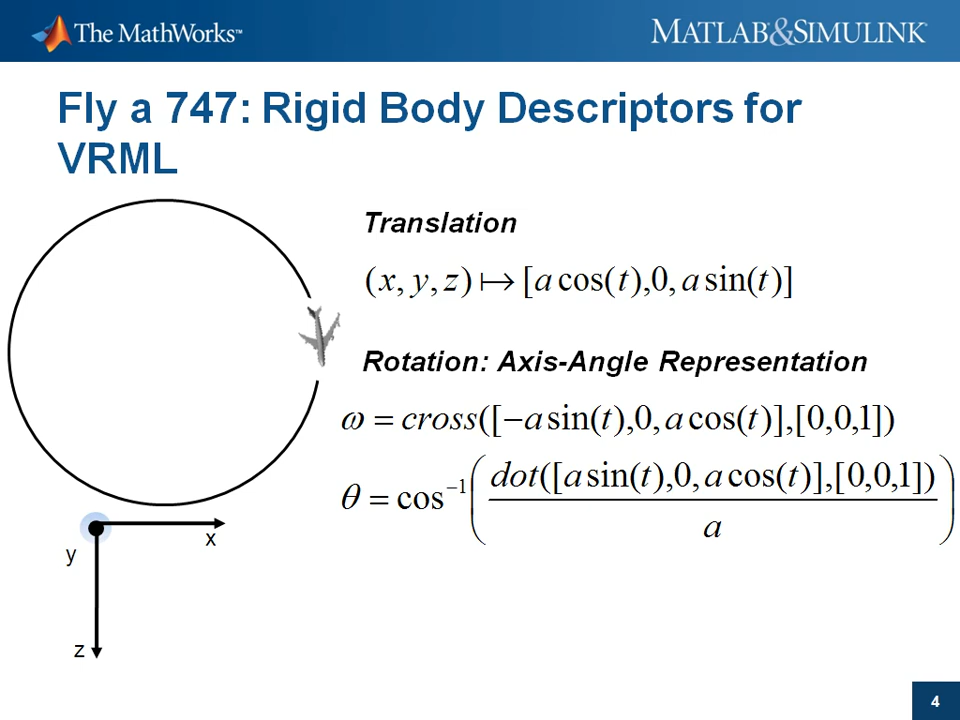 The MathWorks™
MATLAB&SIMULINK®
Fly a 747: Rigid Body Descriptors for
VRML
Translation
(x, y, z) ↦ [a cos(t),0, a sin(t)]
Rotation: Axis-Angle Representation
ω = cross([−a sin(t),0, a cos(t)],[0,0,1])
θ = cos⁻¹(dot([a sin(t),0, a cos(t)],[0,0,1])
a)
x
y
z
4